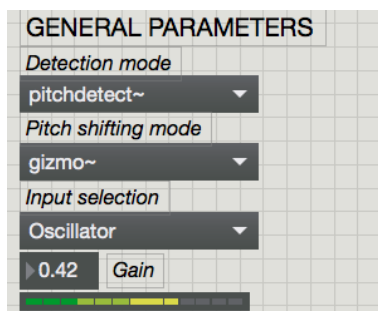 GENERAL PARAMETERS
Detection mode
pitchdetect~
Pitch shifting mode
gizmo~
Input selection
Oscillator
0.42 Gain